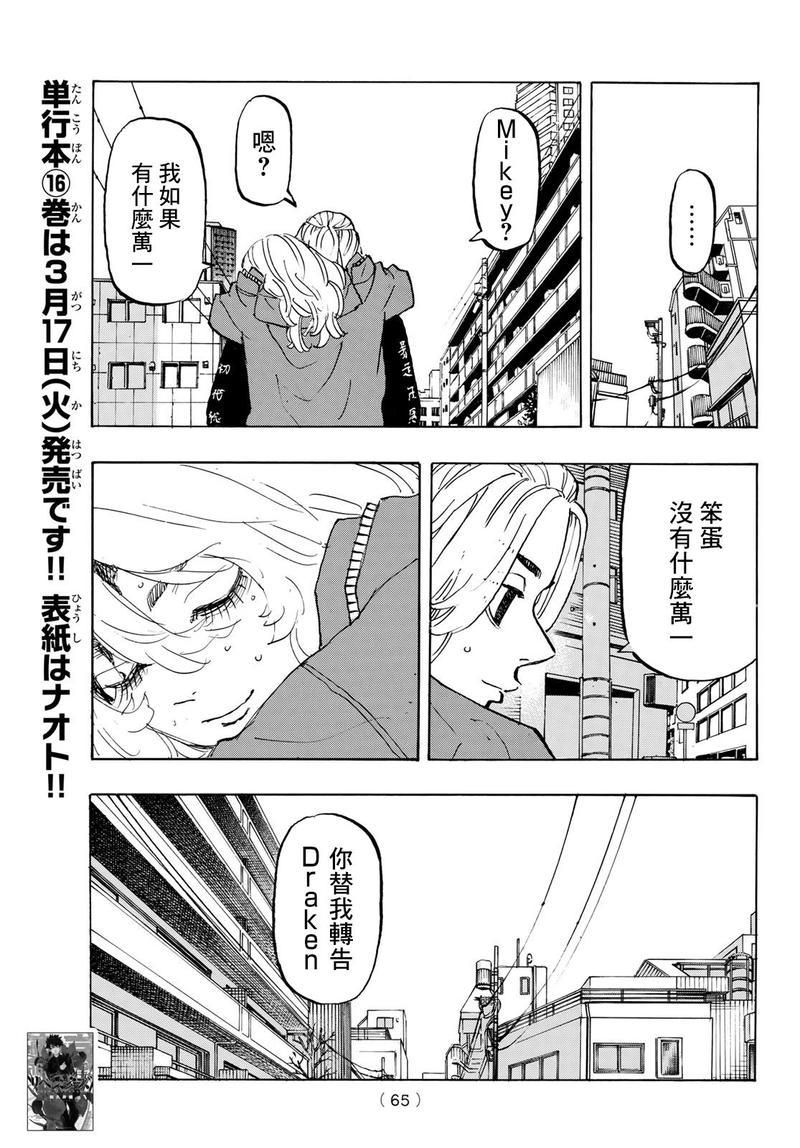 ……
Mikey?
嗯?
我如果
有什麼萬一
笨蛋
沒有什麼萬一
你替我轉告
Draken
単行本⑯巻は3月17日(火)発売です!! 表紙はナオト!!
(65)